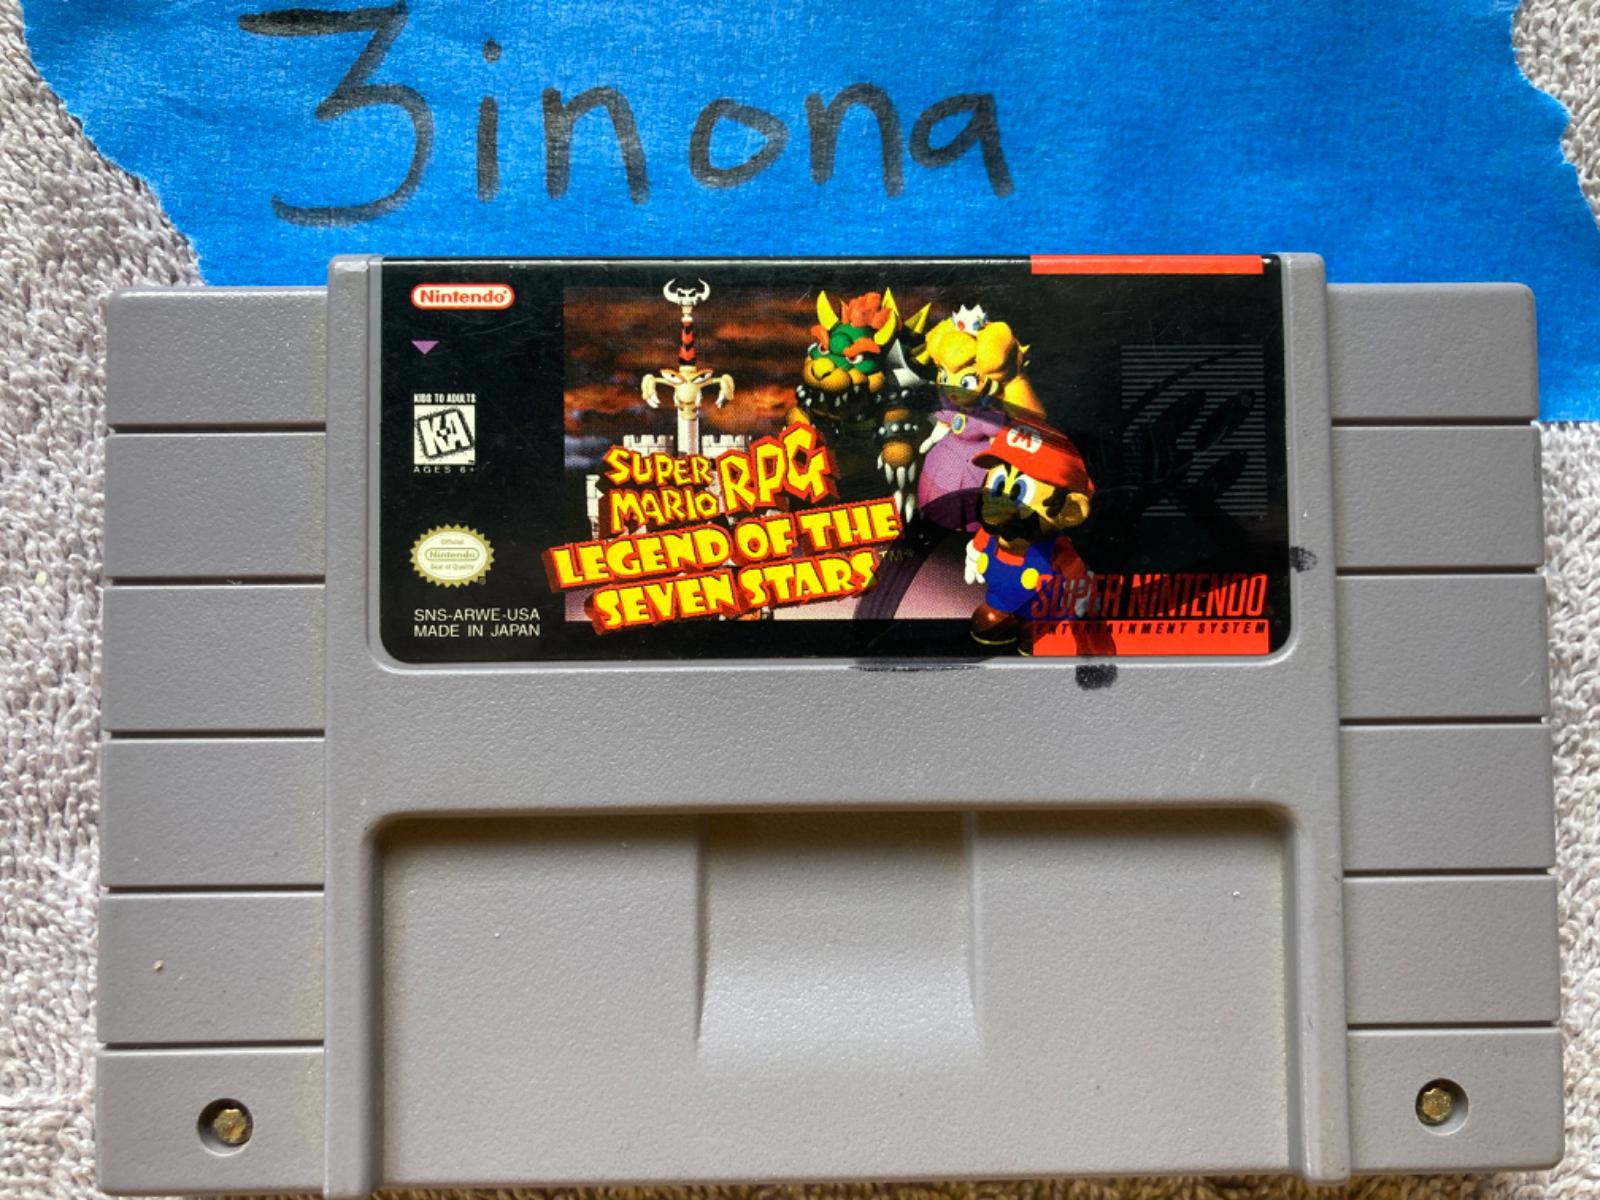 3inona
Nintendo
KIDS TO ADULTS
K-A
AGES 6+
Official
Nintendo
Seal of Quality
SNS-ARWE-USA
MADE IN JAPAN
SUPER
MARIO RPG
LEGEND OF THE
SEVEN STARS
TM
M
SUPER NINTENDO
ENTERTAINMENT SYSTEM